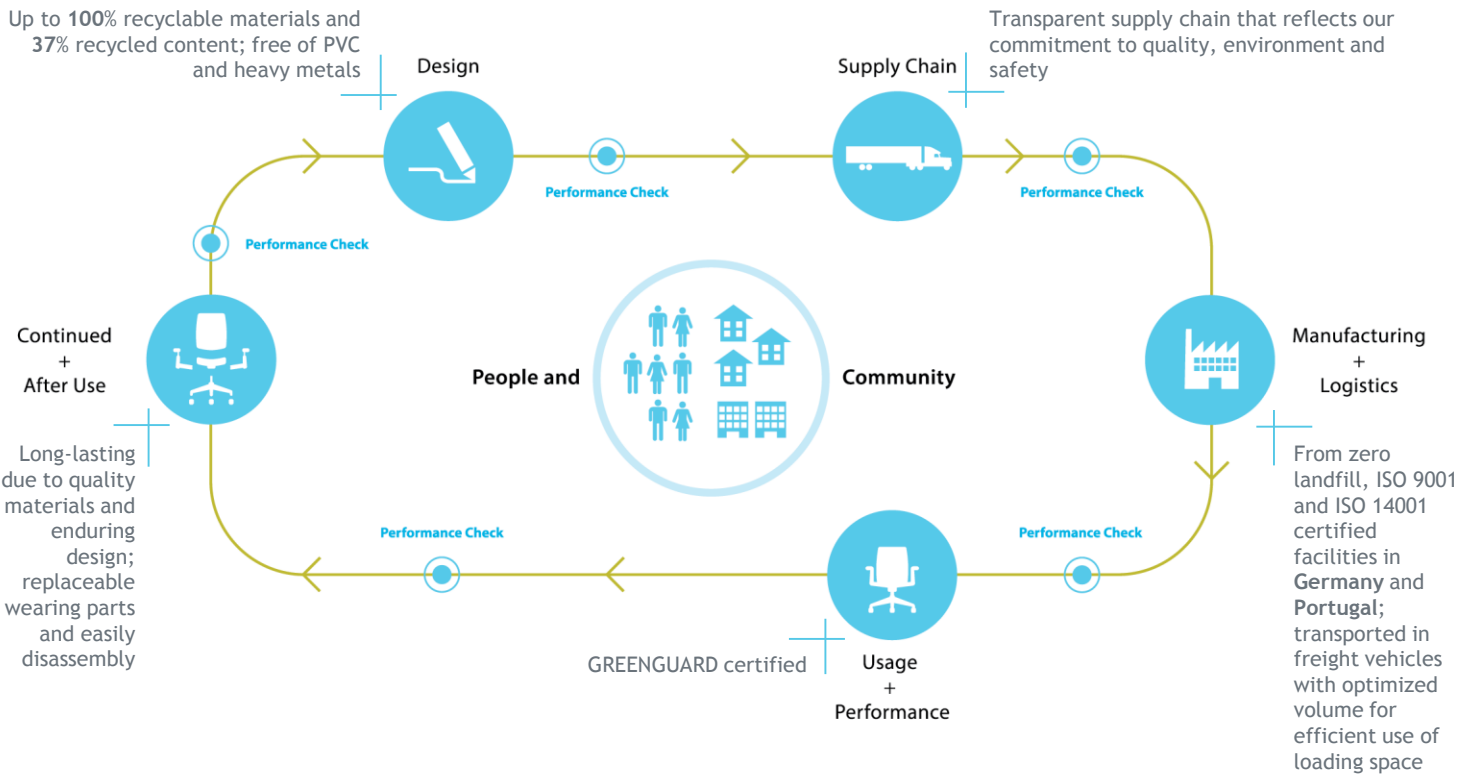 Up to 100% recyclable materials and
37% recycled content; free of PVC
and heavy metals
Design
Supply Chain
Transparent supply chain that reflects our
commitment to quality, environment and
safety
Performance Check
Performance Check
Performance Check
Continued
+
After Use
People and
Community
Manufacturing
+
Logistics
Long-lasting
due to quality
materials and
enduring
design;
replaceable
wearing parts
and easily
disassembly
From zero
landfill, ISO 9001
and ISO 14001
certified
facilities in
Germany and
Portugal;
transported in
freight vehicles
with optimized
volume for
efficient use of
loading space
Performance Check
Performance Check
GREENGUARD certified
Usage
+
Performance